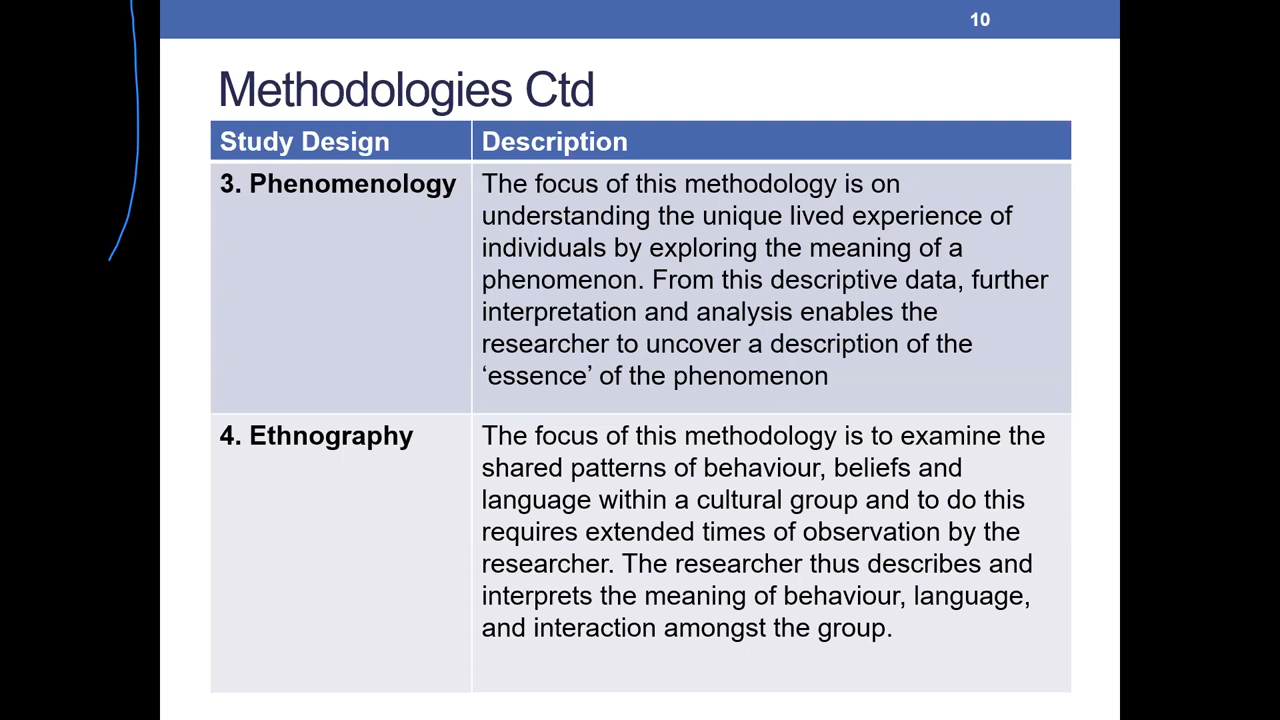 10
Methodologies Ctd
Study Design
Description
3. Phenomenology
The focus of this methodology is on
understanding the unique lived experience of
individuals by exploring the meaning of a
phenomenon. From this descriptive data, further
interpretation and analysis enables the
researcher to uncover a description of the
‘essence’ of the phenomenon
4. Ethnography
The focus of this methodology is to examine the
shared patterns of behaviour, beliefs and
language within a cultural group and to do this
requires extended times of observation by the
researcher. The researcher thus describes and
interprets the meaning of behaviour, language,
and interaction amongst the group.